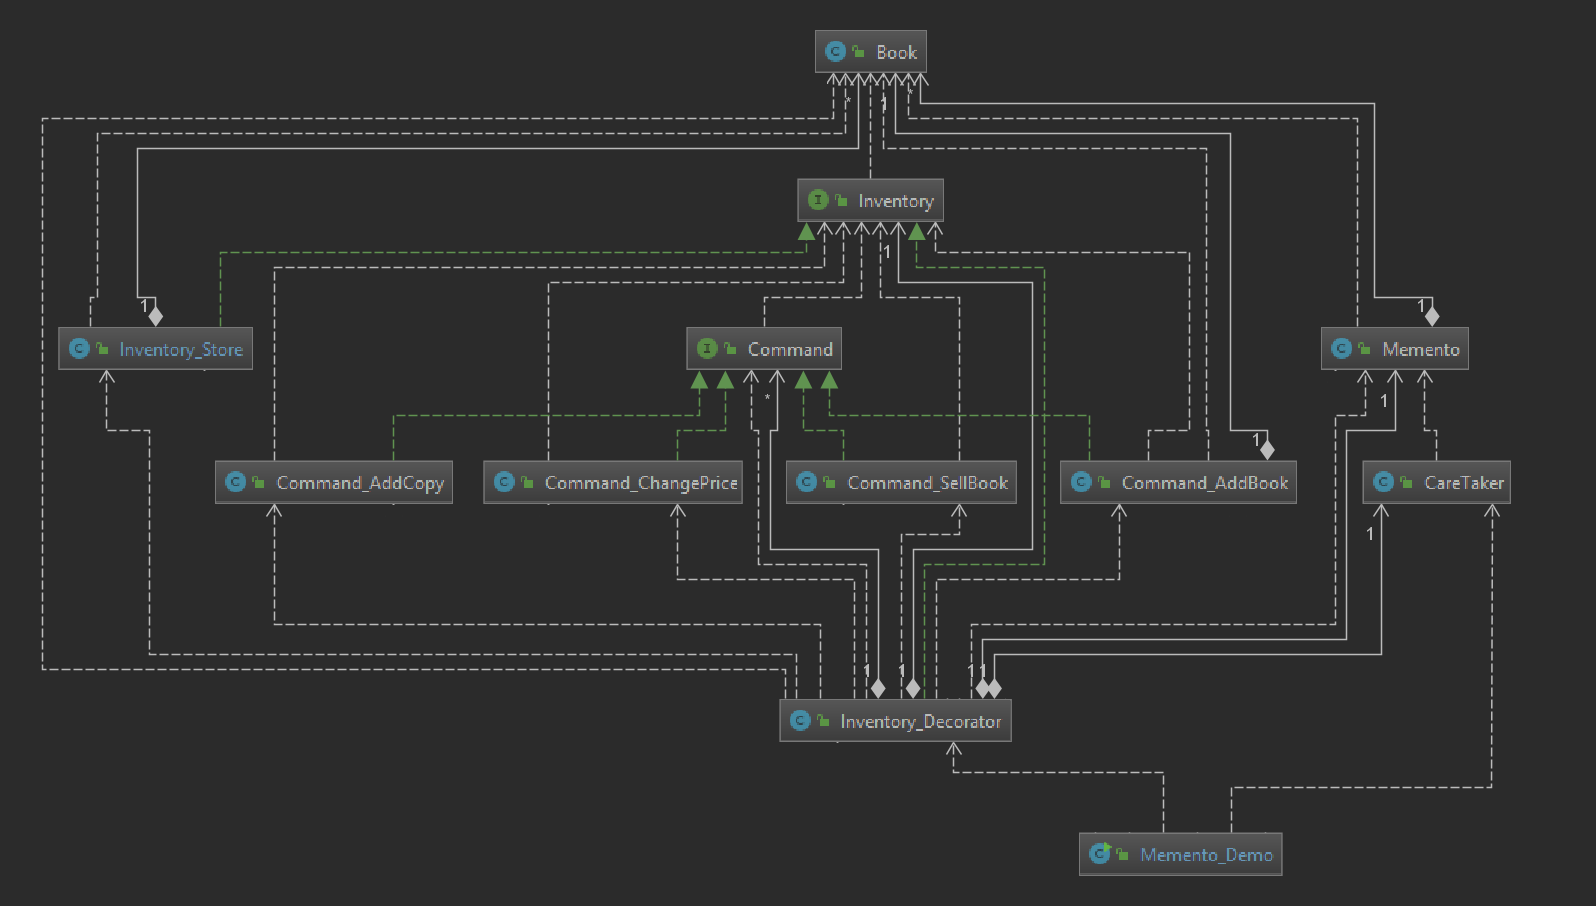 Book
* 1 *
Inventory
1
1 1
Inventory_Store
Command
Memento
* 1
1
Command_AddCopy
Command_ChangePrice
Command_SellBook
Command_AddBook
CareTaker
1
1 1 1 1
Inventory_Decorator
Memento_Demo